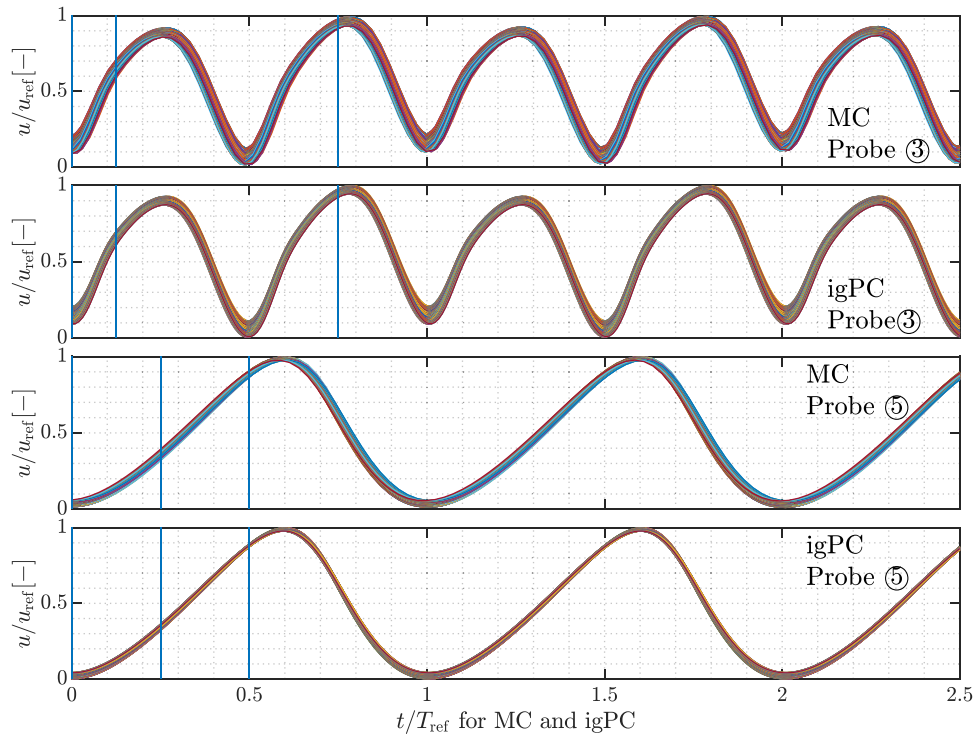 1
0.5
0
u/u_ref[−]
MC
Probe ③
1
0.5
0
u/u_ref[−]
igPC
Probe③
1
0.5
0
u/u_ref[−]
MC
Probe ⑤
1
0.5
0
u/u_ref[−]
igPC
Probe ⑤
0 0.5 1 1.5 2 2.5
t/T_ref for MC and igPC